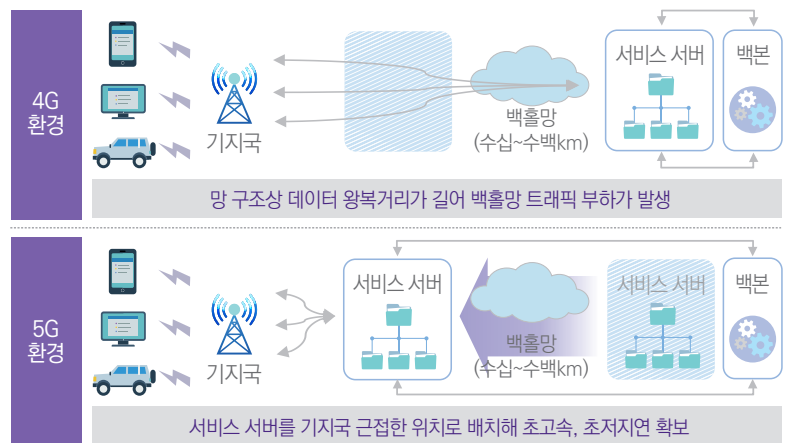 4G
환경
기지국
백홀망
(수십~수백km)
서비스 서버
백본
망 구조상 데이터 왕복거리가 길어 백홀망 트래픽 부하가 발생
5G
환경
기지국
서비스 서버
백홀망
(수십~수백km)
서비스 서버
백본
서비스 서버를 기지국 근접한 위치로 배치해 초고속, 초저지연 확보